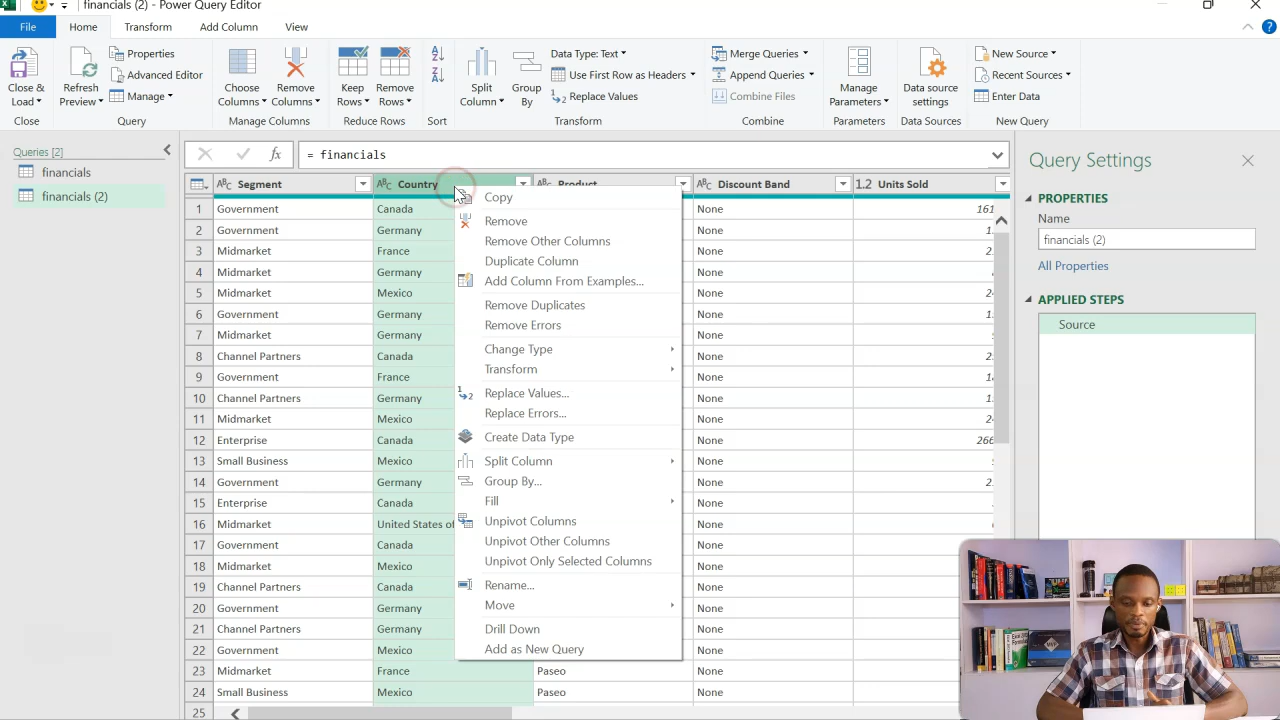 financials (2) - Power Query Editor
File Home Transform Add Column View
Close & Load
Refresh Preview
Properties
Advanced Editor
Manage
Choose Columns
Remove Columns
Keep Rows
Remove Rows
Split Column
Group By
Data Type: Text
Use First Row as Headers
Replace Values
Merge Queries
Append Queries
Combine Files
Manage Parameters
Data source settings
New Source
Recent Sources
Enter Data
Close Query Manage Columns Reduce Rows Sort Transform Combine Parameters Data Sources New Query
Queries [2]
financials
financials (2)
fx = financials
Segment Country Product Discount Band 1.2 Units Sold
1 Government Canada None 161
2 Government Germany None
3 Midmarket France None
4 Midmarket Germany None
5 Midmarket Mexico None
6 Government Germany None
7 Midmarket Germany None
8 Channel Partners Canada None
9 Government France None
10 Channel Partners Germany None
11 Midmarket Mexico None
12 Enterprise Canada None 266
13 Small Business Mexico None
14 Government Germany None
15 Enterprise Canada None
16 Midmarket United States of None
17 Government Canada None
18 Midmarket Mexico None
19 Channel Partners Canada None
20 Government Germany None
21 Channel Partners Germany None
22 Government Mexico None
23 Midmarket France Paseo None
24 Small Business Mexico Paseo None
25
Copy
Remove
Remove Other Columns
Duplicate Column
Add Column From Examples...
Remove Duplicates
Remove Errors
Change Type
Transform
Replace Values...
Replace Errors...
Create Data Type
Split Column
Group By...
Fill
Unpivot Columns
Unpivot Other Columns
Unpivot Only Selected Columns
Rename...
Move
Drill Down
Add as New Query
Query Settings
PROPERTIES
Name
financials (2)
All Properties
APPLIED STEPS
Source